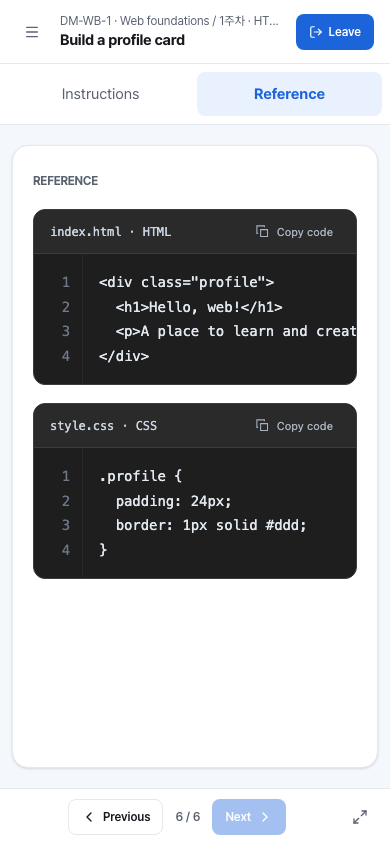 DM-WB-1 · Web foundations / 1주차 · HT...
Build a profile card
Leave
Instructions
Reference
REFERENCE
index.html · HTML
Copy code
1 <div class="profile">
2 <h1>Hello, web!</h1>
3 <p>A place to learn and creat
4 </div>
style.css · CSS
Copy code
1 .profile {
2 padding: 24px;
3 border: 1px solid #ddd;
4 }
Previous
6 / 6
Next